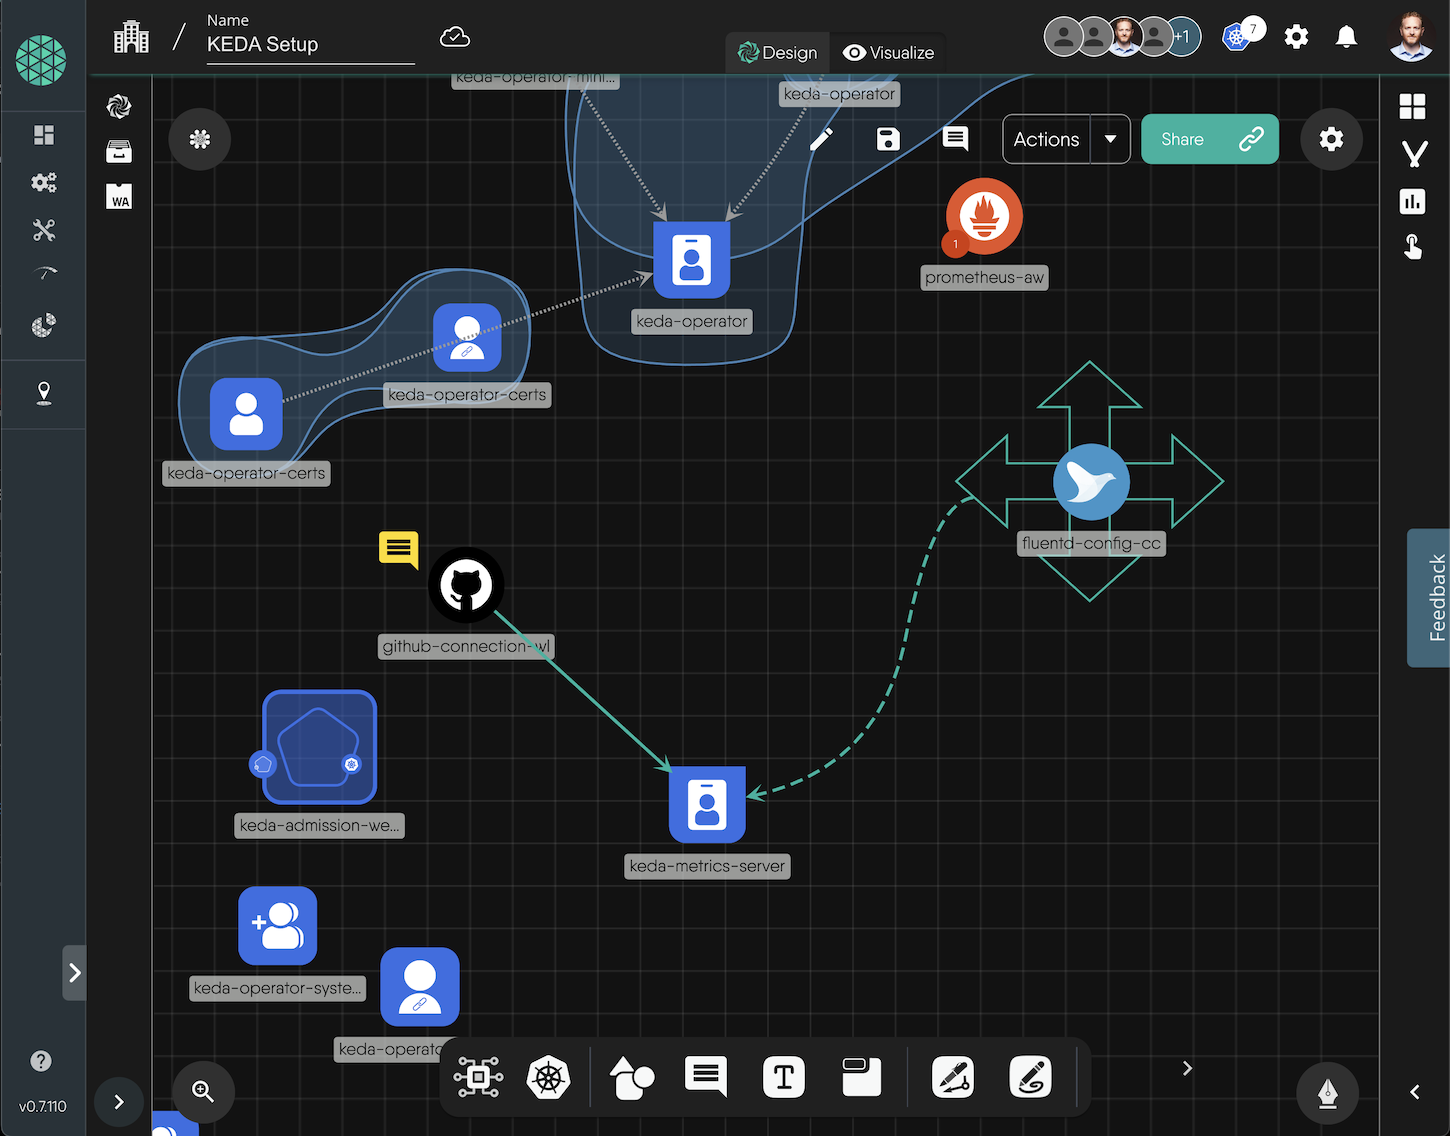 Name
KEDA Setup
Design
Visualize
+1
7
keda-operator-mini...
keda-operator
Actions
Share
WA
1
prometheus-aw
keda-operator
keda-operator-certs
keda-operator-certs
fluentd-config-cc
Feedback
github-connection-wl
keda-admission-we...
keda-metrics-server
keda-operator-syste...
keda-operato
T
?
v0.7.110